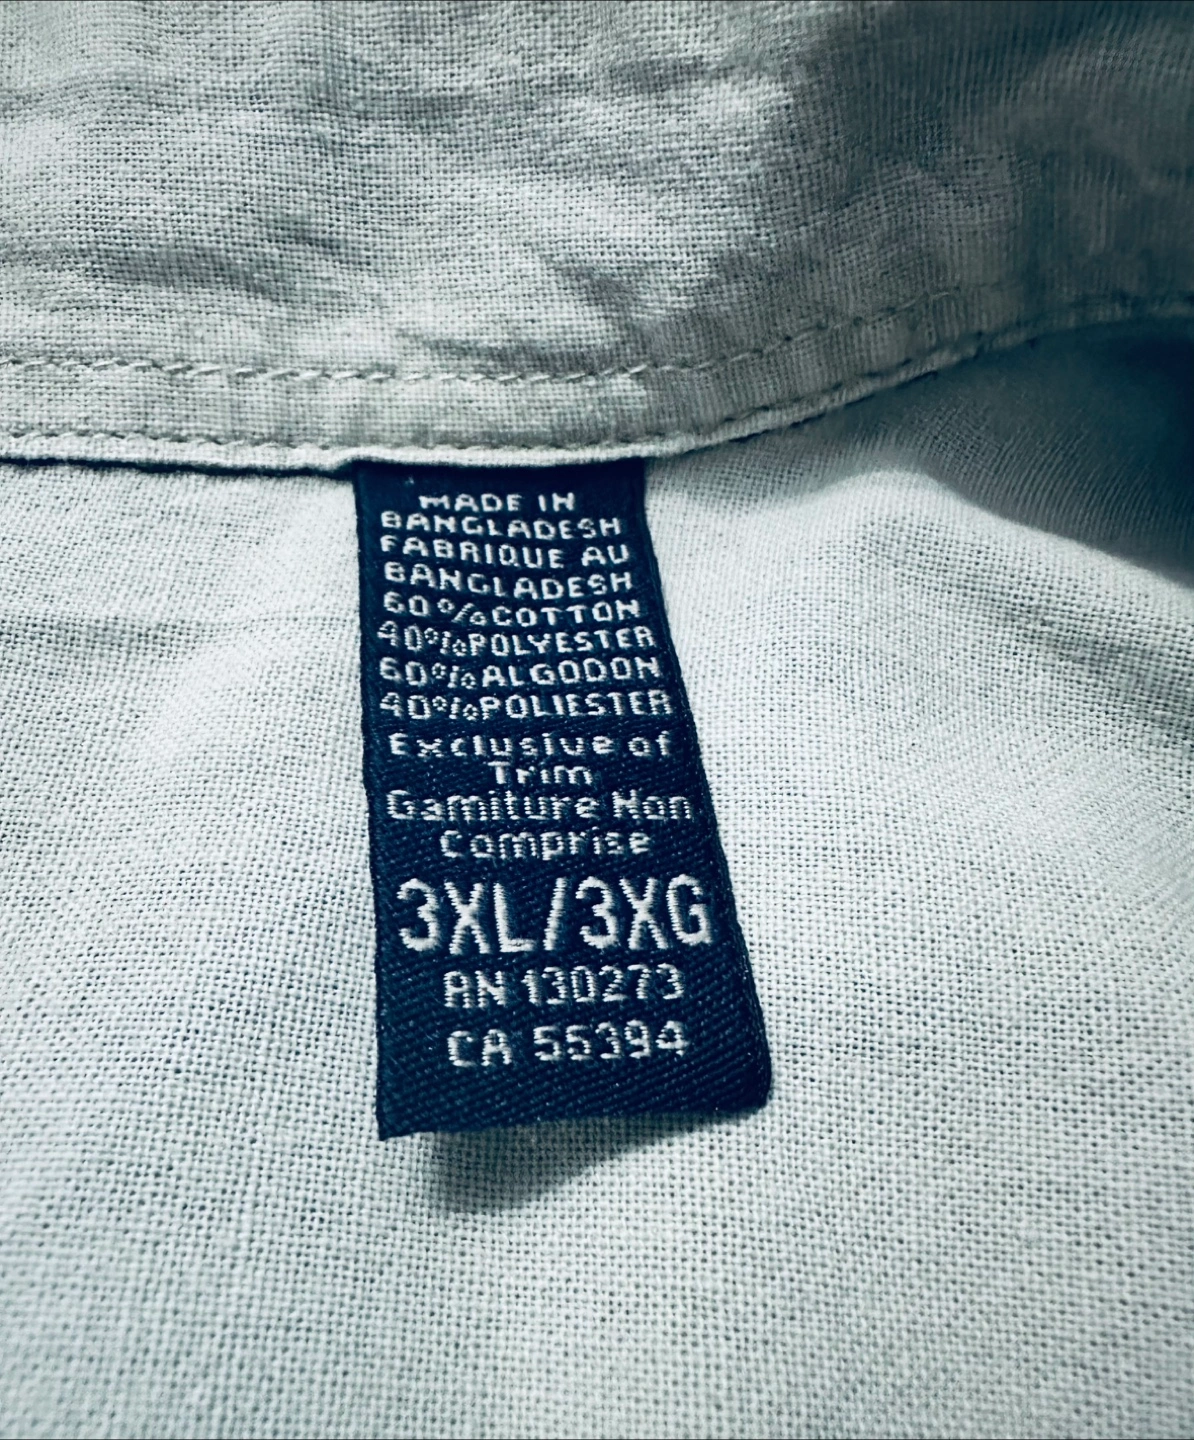 MADE IN
BANGLADESH
FABRIQUE AU
BANGLADESH
60%COTTON
40%POLYESTER
60%ALGODON
40%POLIESTER
Exclusive of
Trim
Gamiture Non
Comprise
3XL/3XG
RN 130273
CA 55394